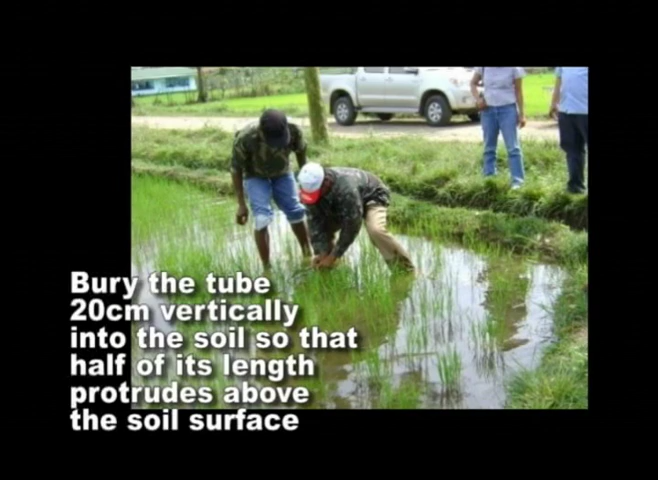 Bury the tube
20cm vertically
into the soil so that
half of its length
protrudes above
the soil surface